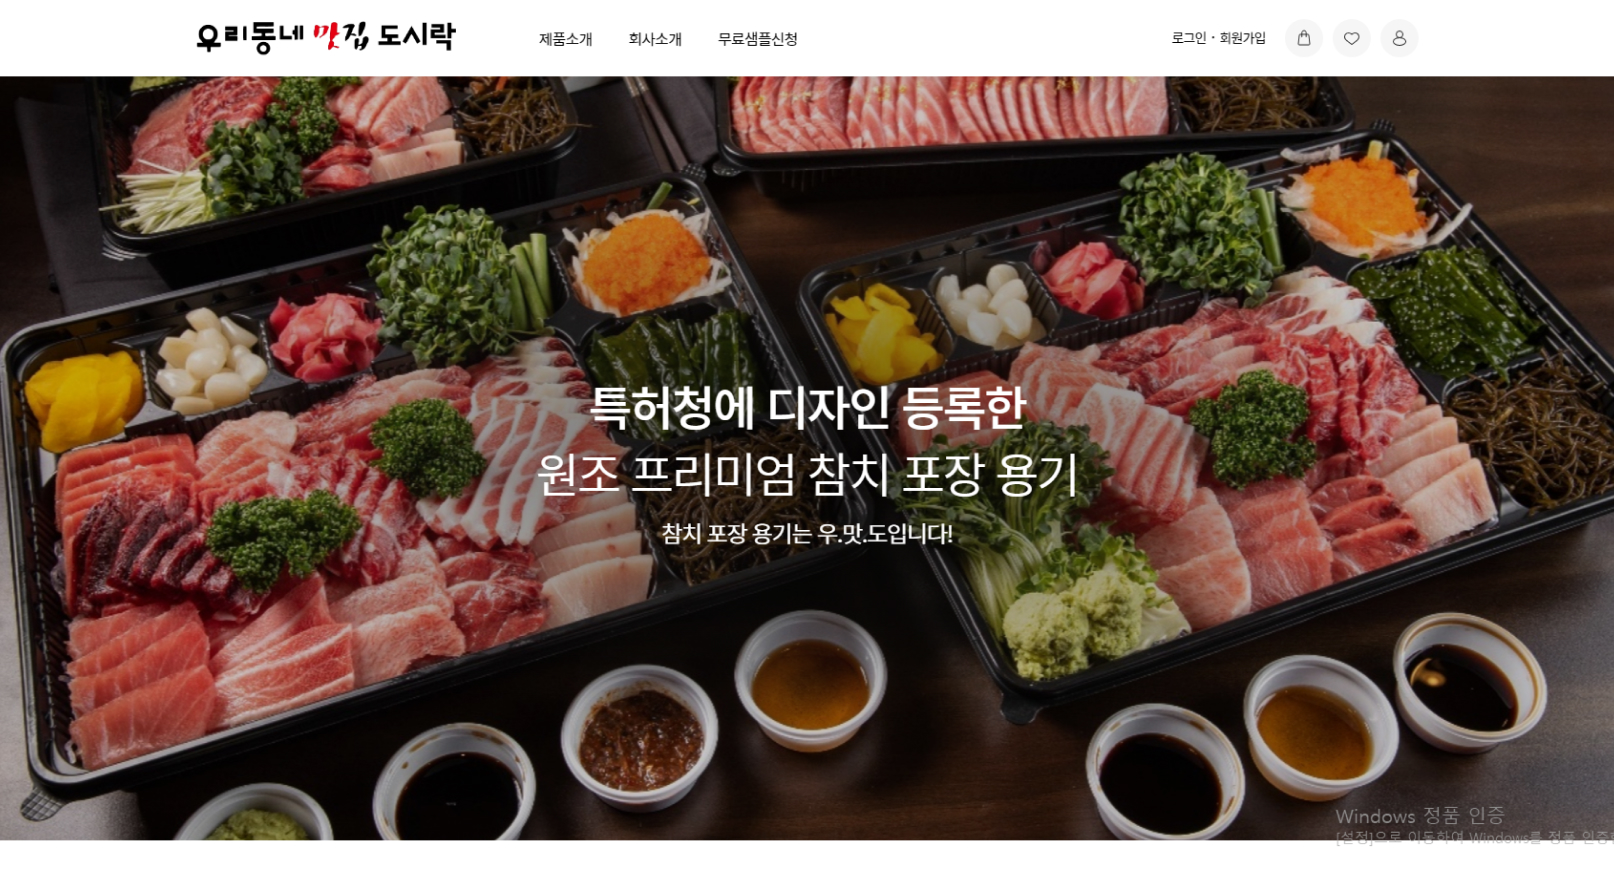 우리동네 맛집 도시락
제품소개 회사소개 무료샘플신청
로그인 · 회원가입
특허청에 디자인 등록한
원조 프리미엄 참치 포장 용기
참치 포장 용기는 우.맛.도입니다!
Windows 정품 인증
[설정]으로 이동하여 Windows를 정품 인증